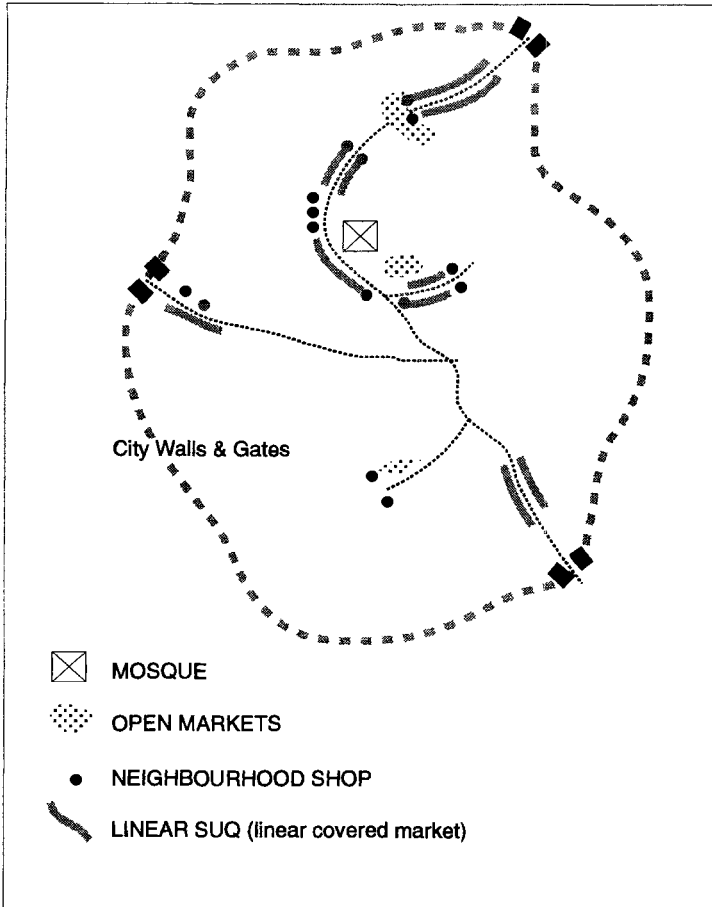 City Walls & Gates
MOSQUE
OPEN MARKETS
NEIGHBOURHOOD SHOP
LINEAR SUQ (linear covered market)